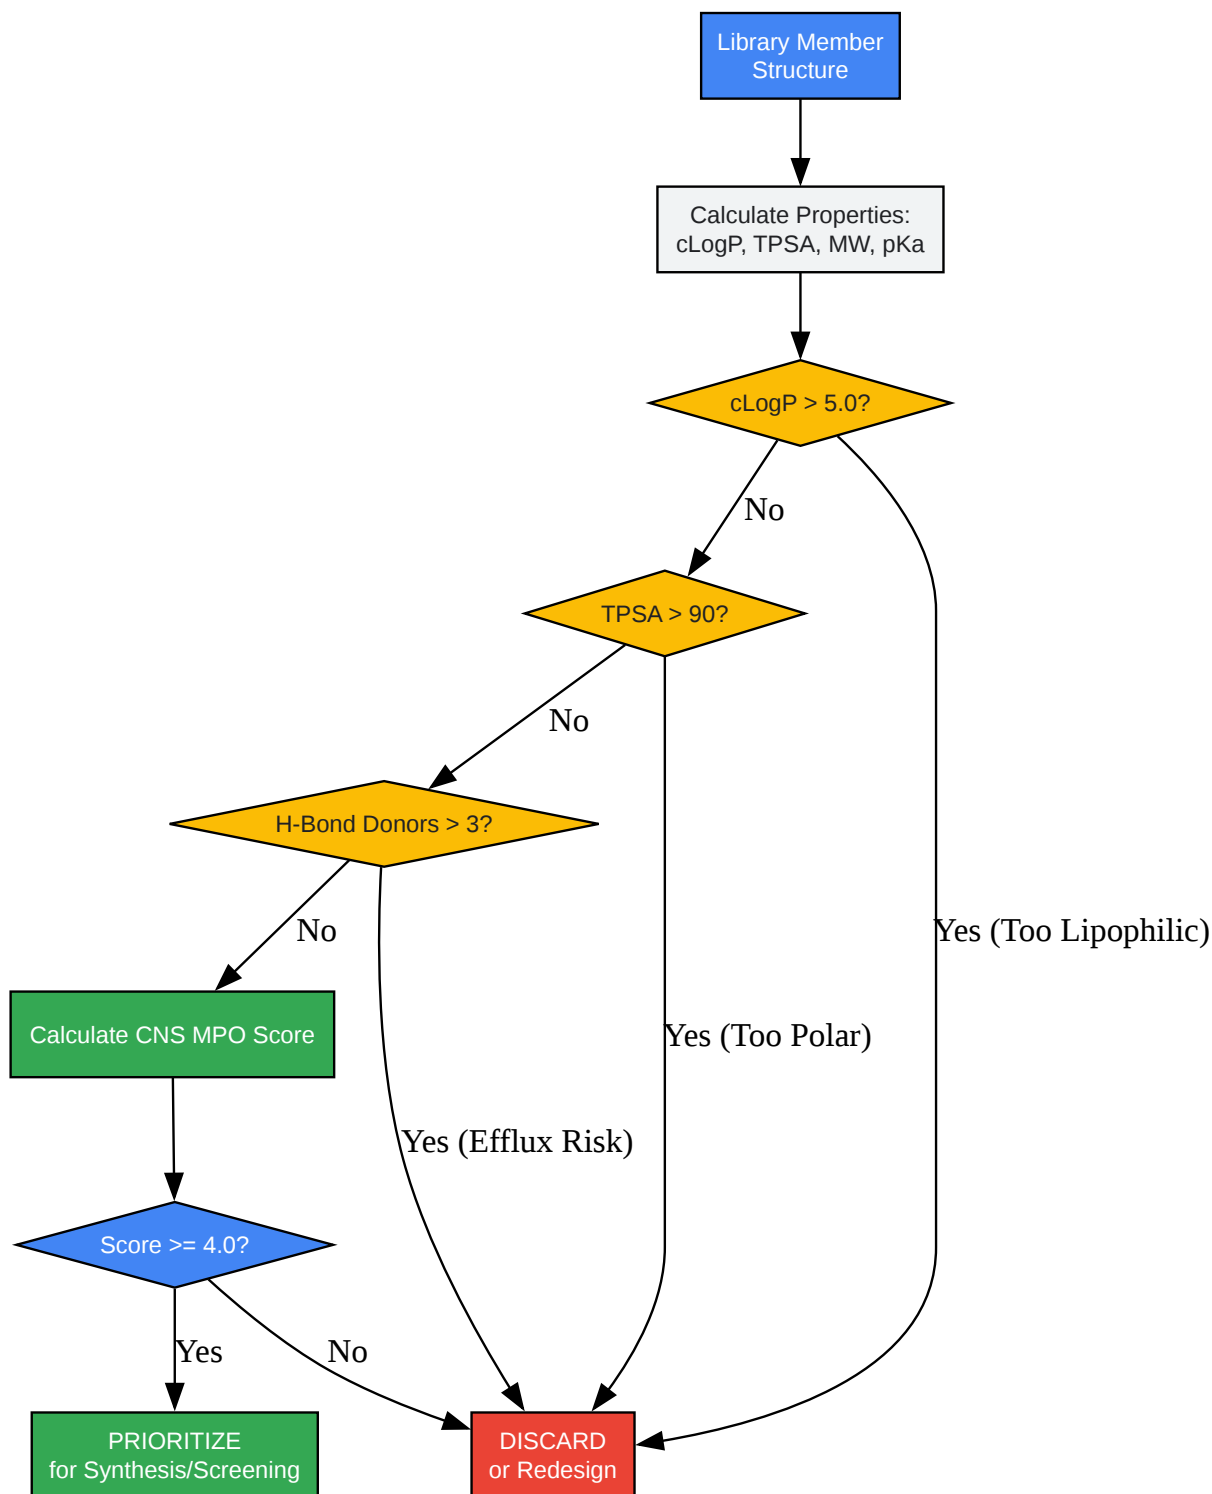 Library Member
Structure
Calculate Properties:
cLogP, TPSA, MW, pKa
cLogP > 5.0?
No
TPSA > 90?
No
H-Bond Donors > 3?
No
Yes (Too Lipophilic)
Calculate CNS MPO Score
Yes (Too Polar)
Yes (Efflux Risk)
Score >= 4.0?
Yes
No
PRIORITIZE
for Synthesis/Screening
DISCARD
or Redesign